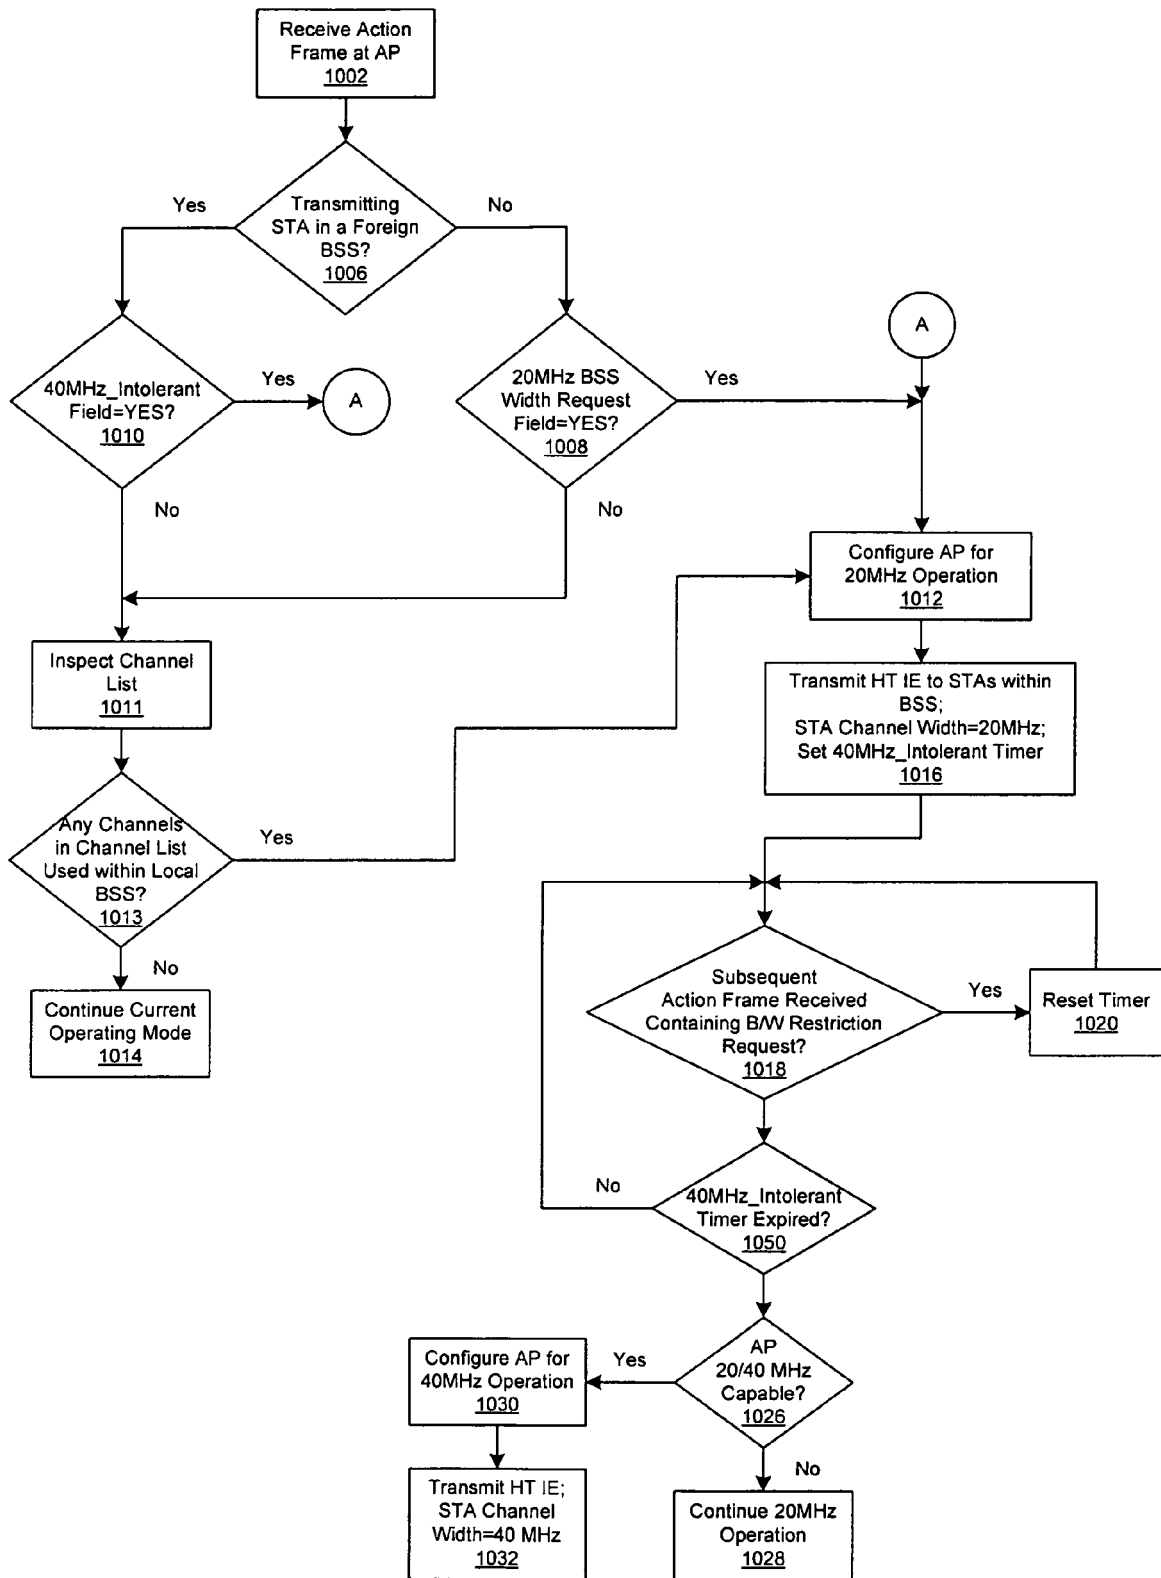 Receive Action
Frame at AP
1002
Yes
Transmitting
STA in a Foreign
BSS?
1006
No
A
40MHz_Intolerant
Field=YES?
1010
Yes
A
20MHz BSS
Width Request
Field=YES?
1008
Yes
No
No
Configure AP for
20MHz Operation
1012
Inspect Channel
List
1011
Transmit HT IE to STAs within
BSS;
STA Channel Width=20MHz;
Set 40MHz_Intolerant Timer
1016
Any Channels
in Channel List
Used within Local
BSS?
1013
Yes
No
Continue Current
Operating Mode
1014
Subsequent
Action Frame Received
Containing B/W Restriction
Request?
1018
Yes
Reset Timer
1020
No
40MHz_Intolerant
Timer Expired?
1050
Configure AP for
40MHz Operation
1030
Yes
AP
20/40 MHz
Capable?
1026
No
Transmit HT IE;
STA Channel
Width=40 MHz
1032
Continue 20MHz
Operation
1028